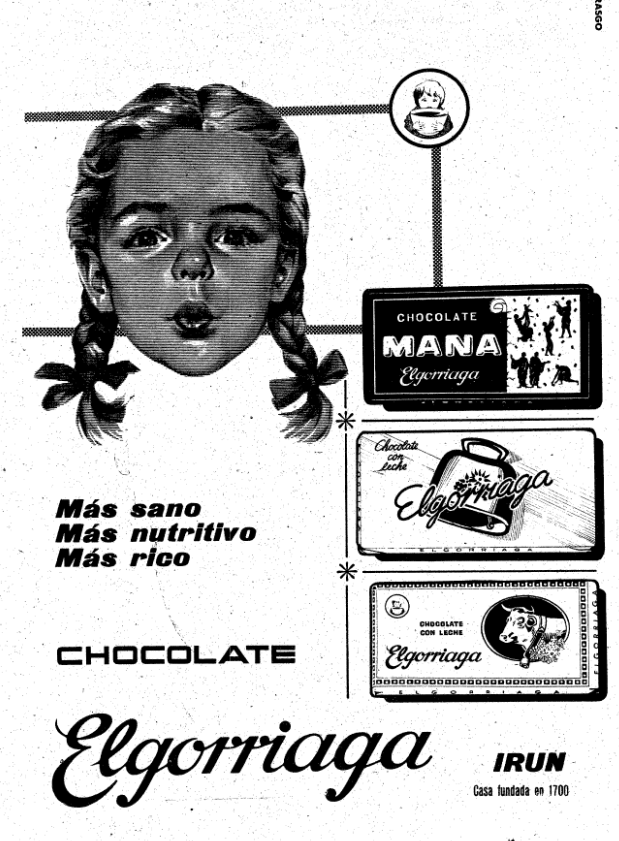 RASGO
CHOCOLATE
MANA
Elgorriaga
Chocolate
con
leche
Elgorriaga
ELGORRIAGA
CHOCOLATE
CON LECHE
Elgorriaga
ELGORRIAGA
ELGORRIAGA
Más sano
Más nutritivo
Más rico
CHOCOLATE
Elgorriaga
IRUN
Casa fundada en 1700